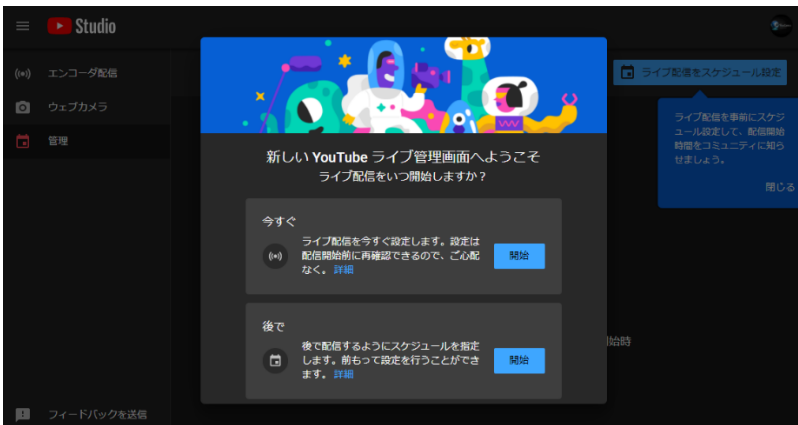 Studio
エンコーダ配信
ウェブカメラ
管理
フィードバックを送信
新しい YouTube ライブ管理画面へようこそ
ライブ配信をいつ開始しますか？
今すぐ
ライブ配信を今すぐ設定します。設定は
配信開始前に再確認できるので、ご心配
なく。 詳細
開始
後で
後で配信するようにスケジュールを指定
します。前もって設定を行うことができ
ます。 詳細
開始
ライブ配信をスケジュール設定
ライブ配信を事前にスケジ
ュール設定して、配信開始
時間をコミュニティに知ら
せましょう。
閉じる
始時